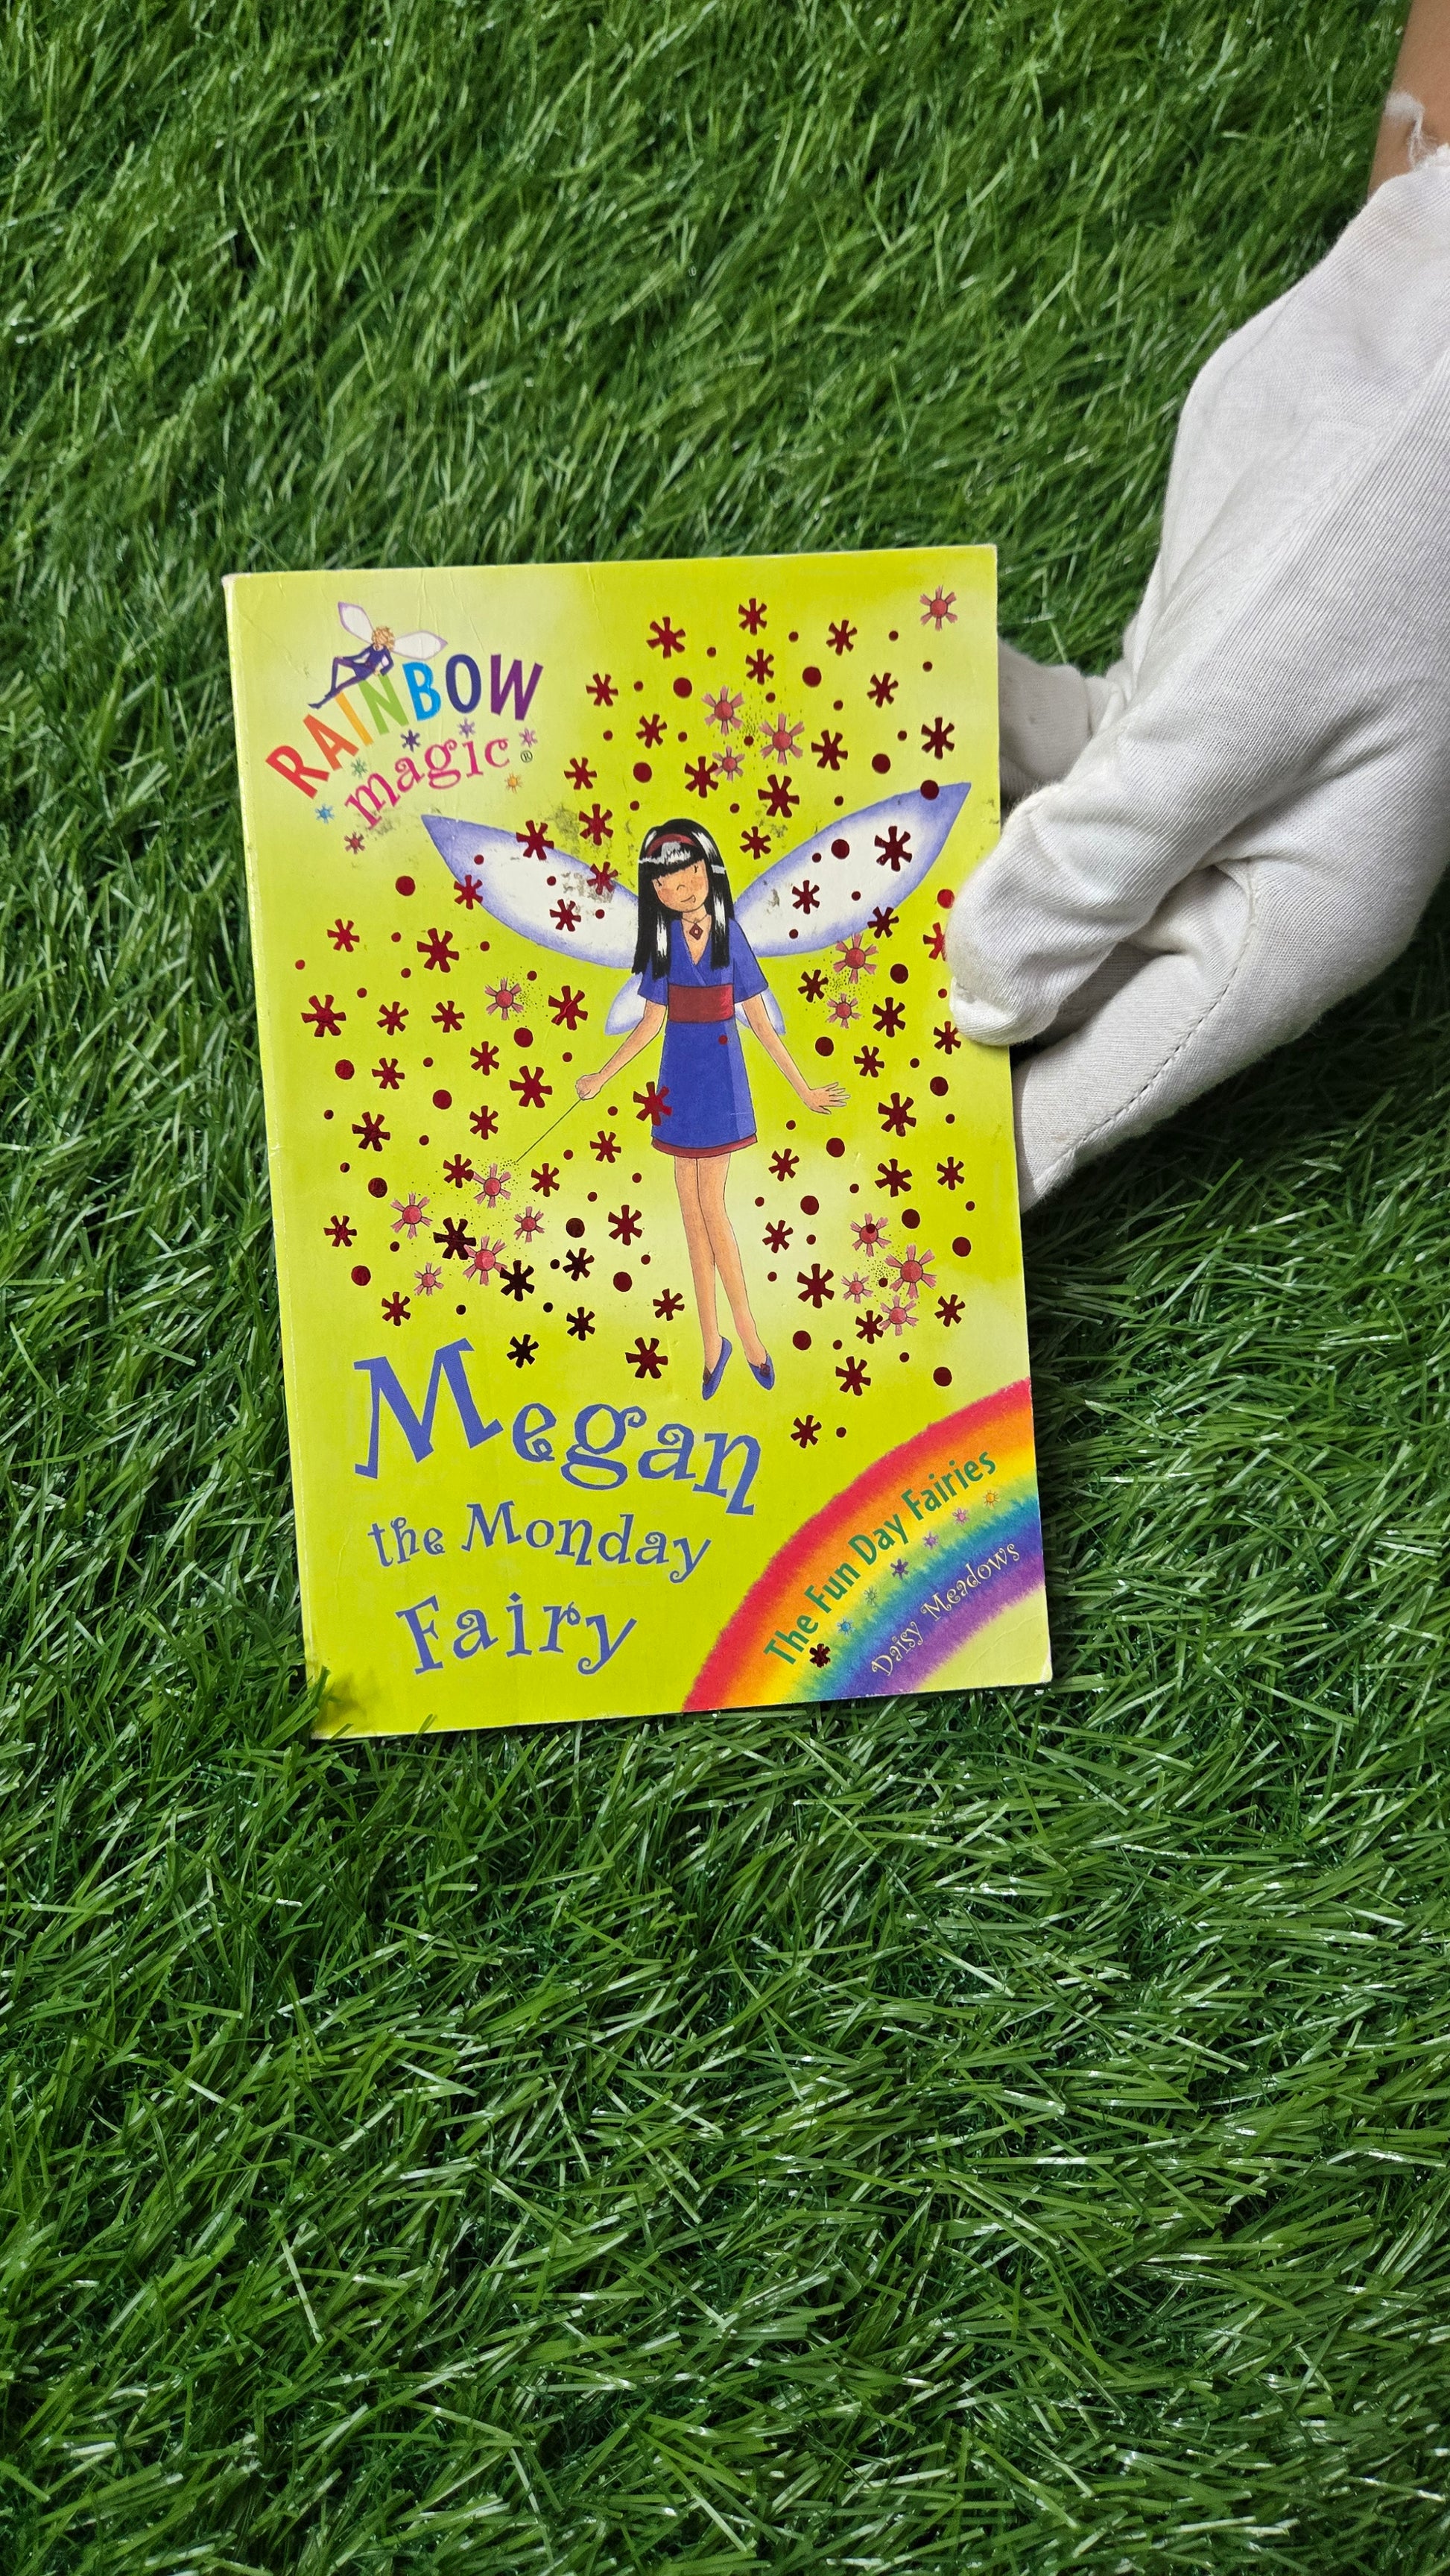 RAINBOW
magic®
Megan
the Monday
Fairy
The Fun Day Fairies
Daisy Meadows